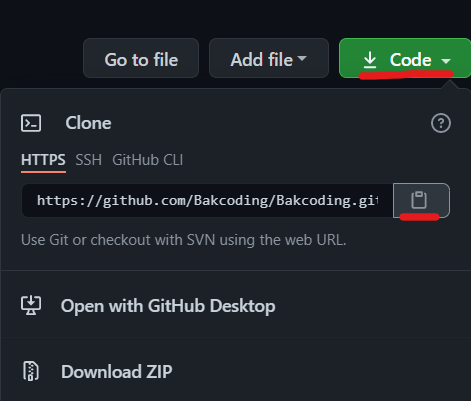 Go to file Add file Code
Clone
HTTPS SSH GitHub CLI
https://github.com/Bakcoding/Bakcoding.git
Use Git or checkout with SVN using the web URL.
Open with GitHub Desktop
Download ZIP